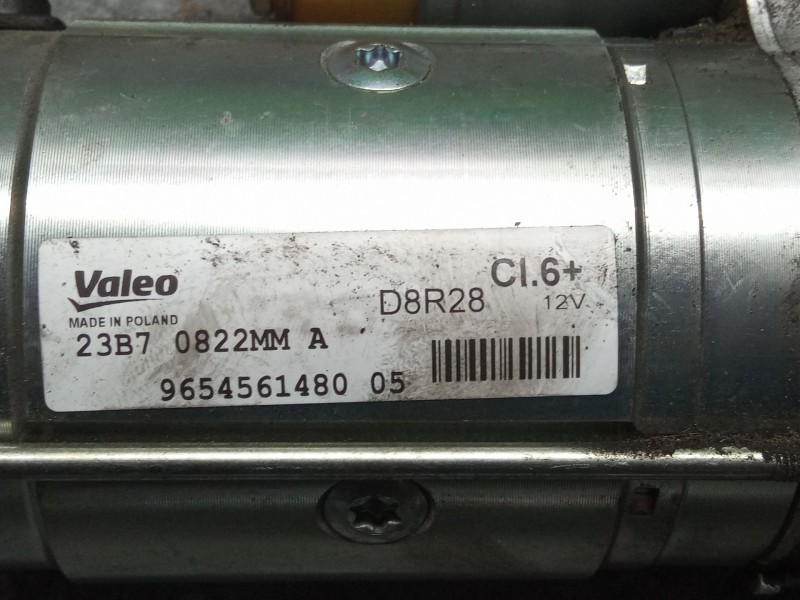 Valeo
Cl.6+
D8R28
12V
MADE IN POLAND
23B7 0822MM A
9654561480 05